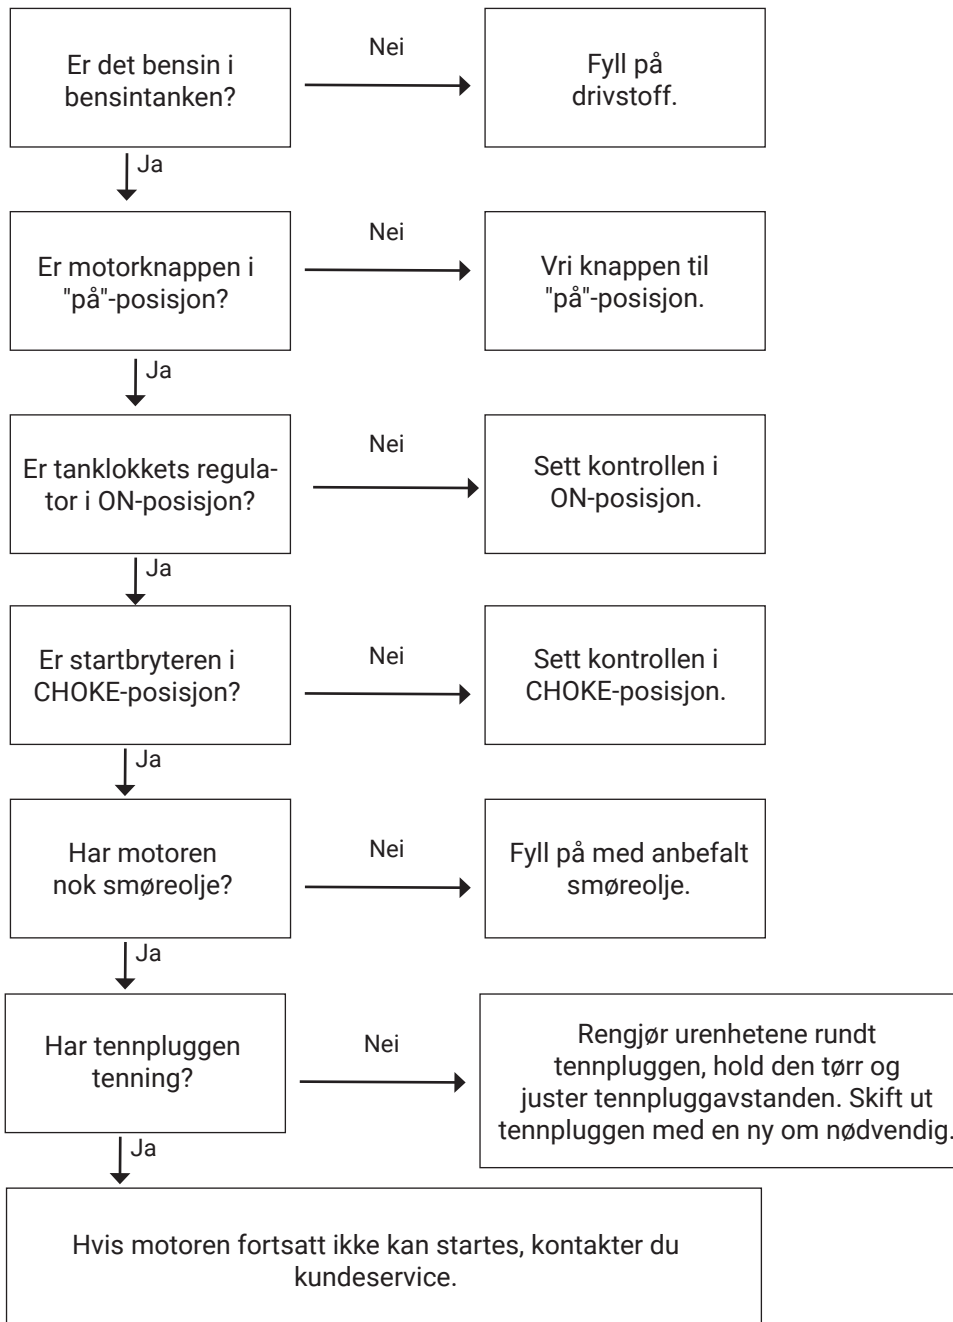 Er det bensin i
bensintanken?
Nei
Fyll på
drivstoff.
Ja
Er motorknappen i
"på"-posisjon?
Nei
Vri knappen til
"på"-posisjon.
Ja
Er tanklokkets regula-
tor i ON-posisjon?
Nei
Sett kontrollen i
ON-posisjon.
Ja
Er startbryteren i
CHOKE-posisjon?
Nei
Sett kontrollen i
CHOKE-posisjon.
Ja
Har motoren
nok smøreolje?
Nei
Fyll på med anbefalt
smøreolje.
Ja
Har tennpluggen
tenning?
Nei
Rengjør urenhetene rundt
tennpluggen, hold den tørr og
juster tennpluggavstanden. Skift ut
tennpluggen med en ny om nødvendig.
Ja
Hvis motoren fortsatt ikke kan startes, kontakter du
kundeservice.